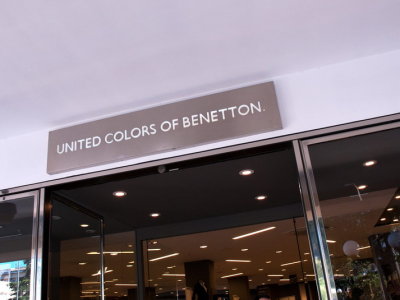 UNITED COLORS OF BENETTON.